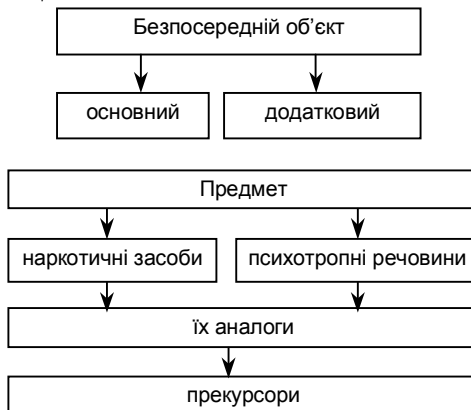 Безпосередній об’єкт
основний
додатковий
Предмет
наркотичні засоби
психотропні речовини
їх аналоги
прекурсори